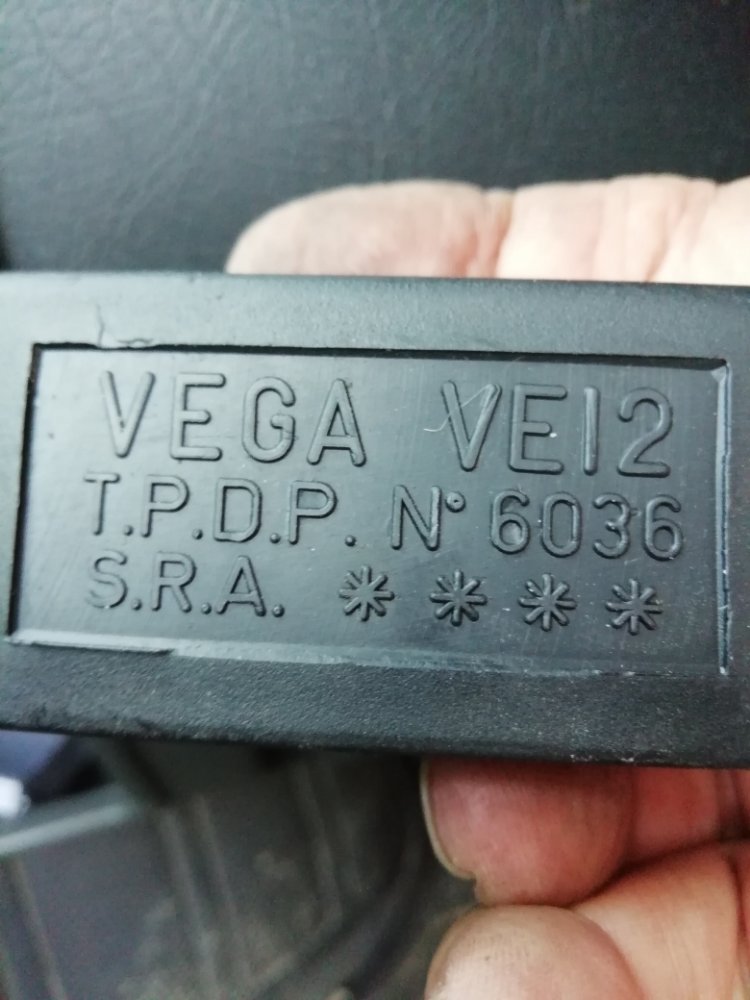 VEGA VE12
T.P.D.P. N° 6036
S.R.A. * * * *